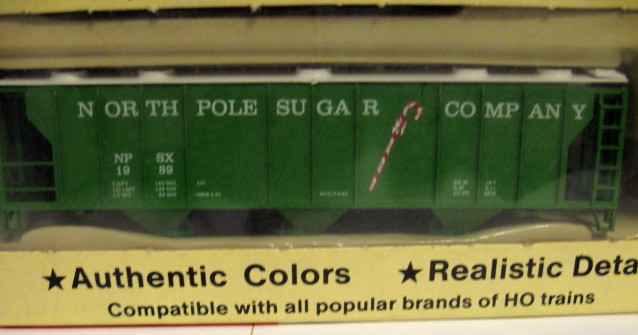 NORTH POLE SUGAR COMPANY
NP SX
19 89
★Authentic Colors ★Realistic Deta
Compatible with all popular brands of HO trains